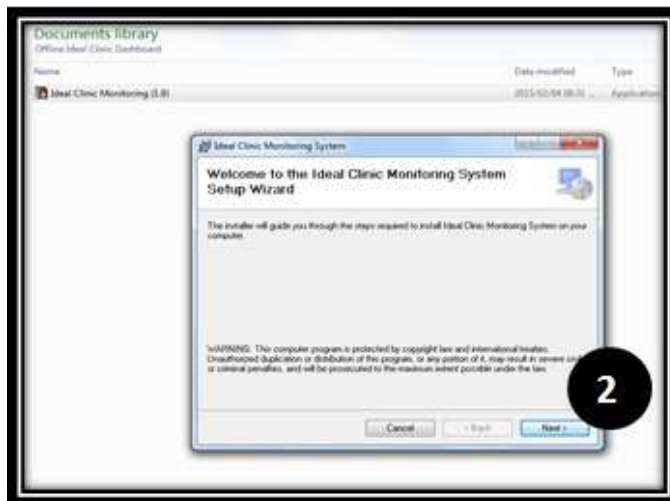 Documents library
Offline Ideal Clinic Dashboard
Name
Date modified
Type
Ideal Clinic Monitoring (1.8)
2015/02/04
Application
Ideal Clinic Monitoring System
Welcome to the Ideal Clinic Monitoring System
Setup Wizard
The installer will guide you through the steps required to install Ideal Clinic Monitoring System on your
computer.
WARNING: This computer program is protected by copyright law and international treaties.
Unauthorized duplication or distribution of this program, or any portion of it, may result in severe
or criminal penalties, and will be prosecuted to the maximum extent possible under the law.
2
Cancel
< Back
Next >